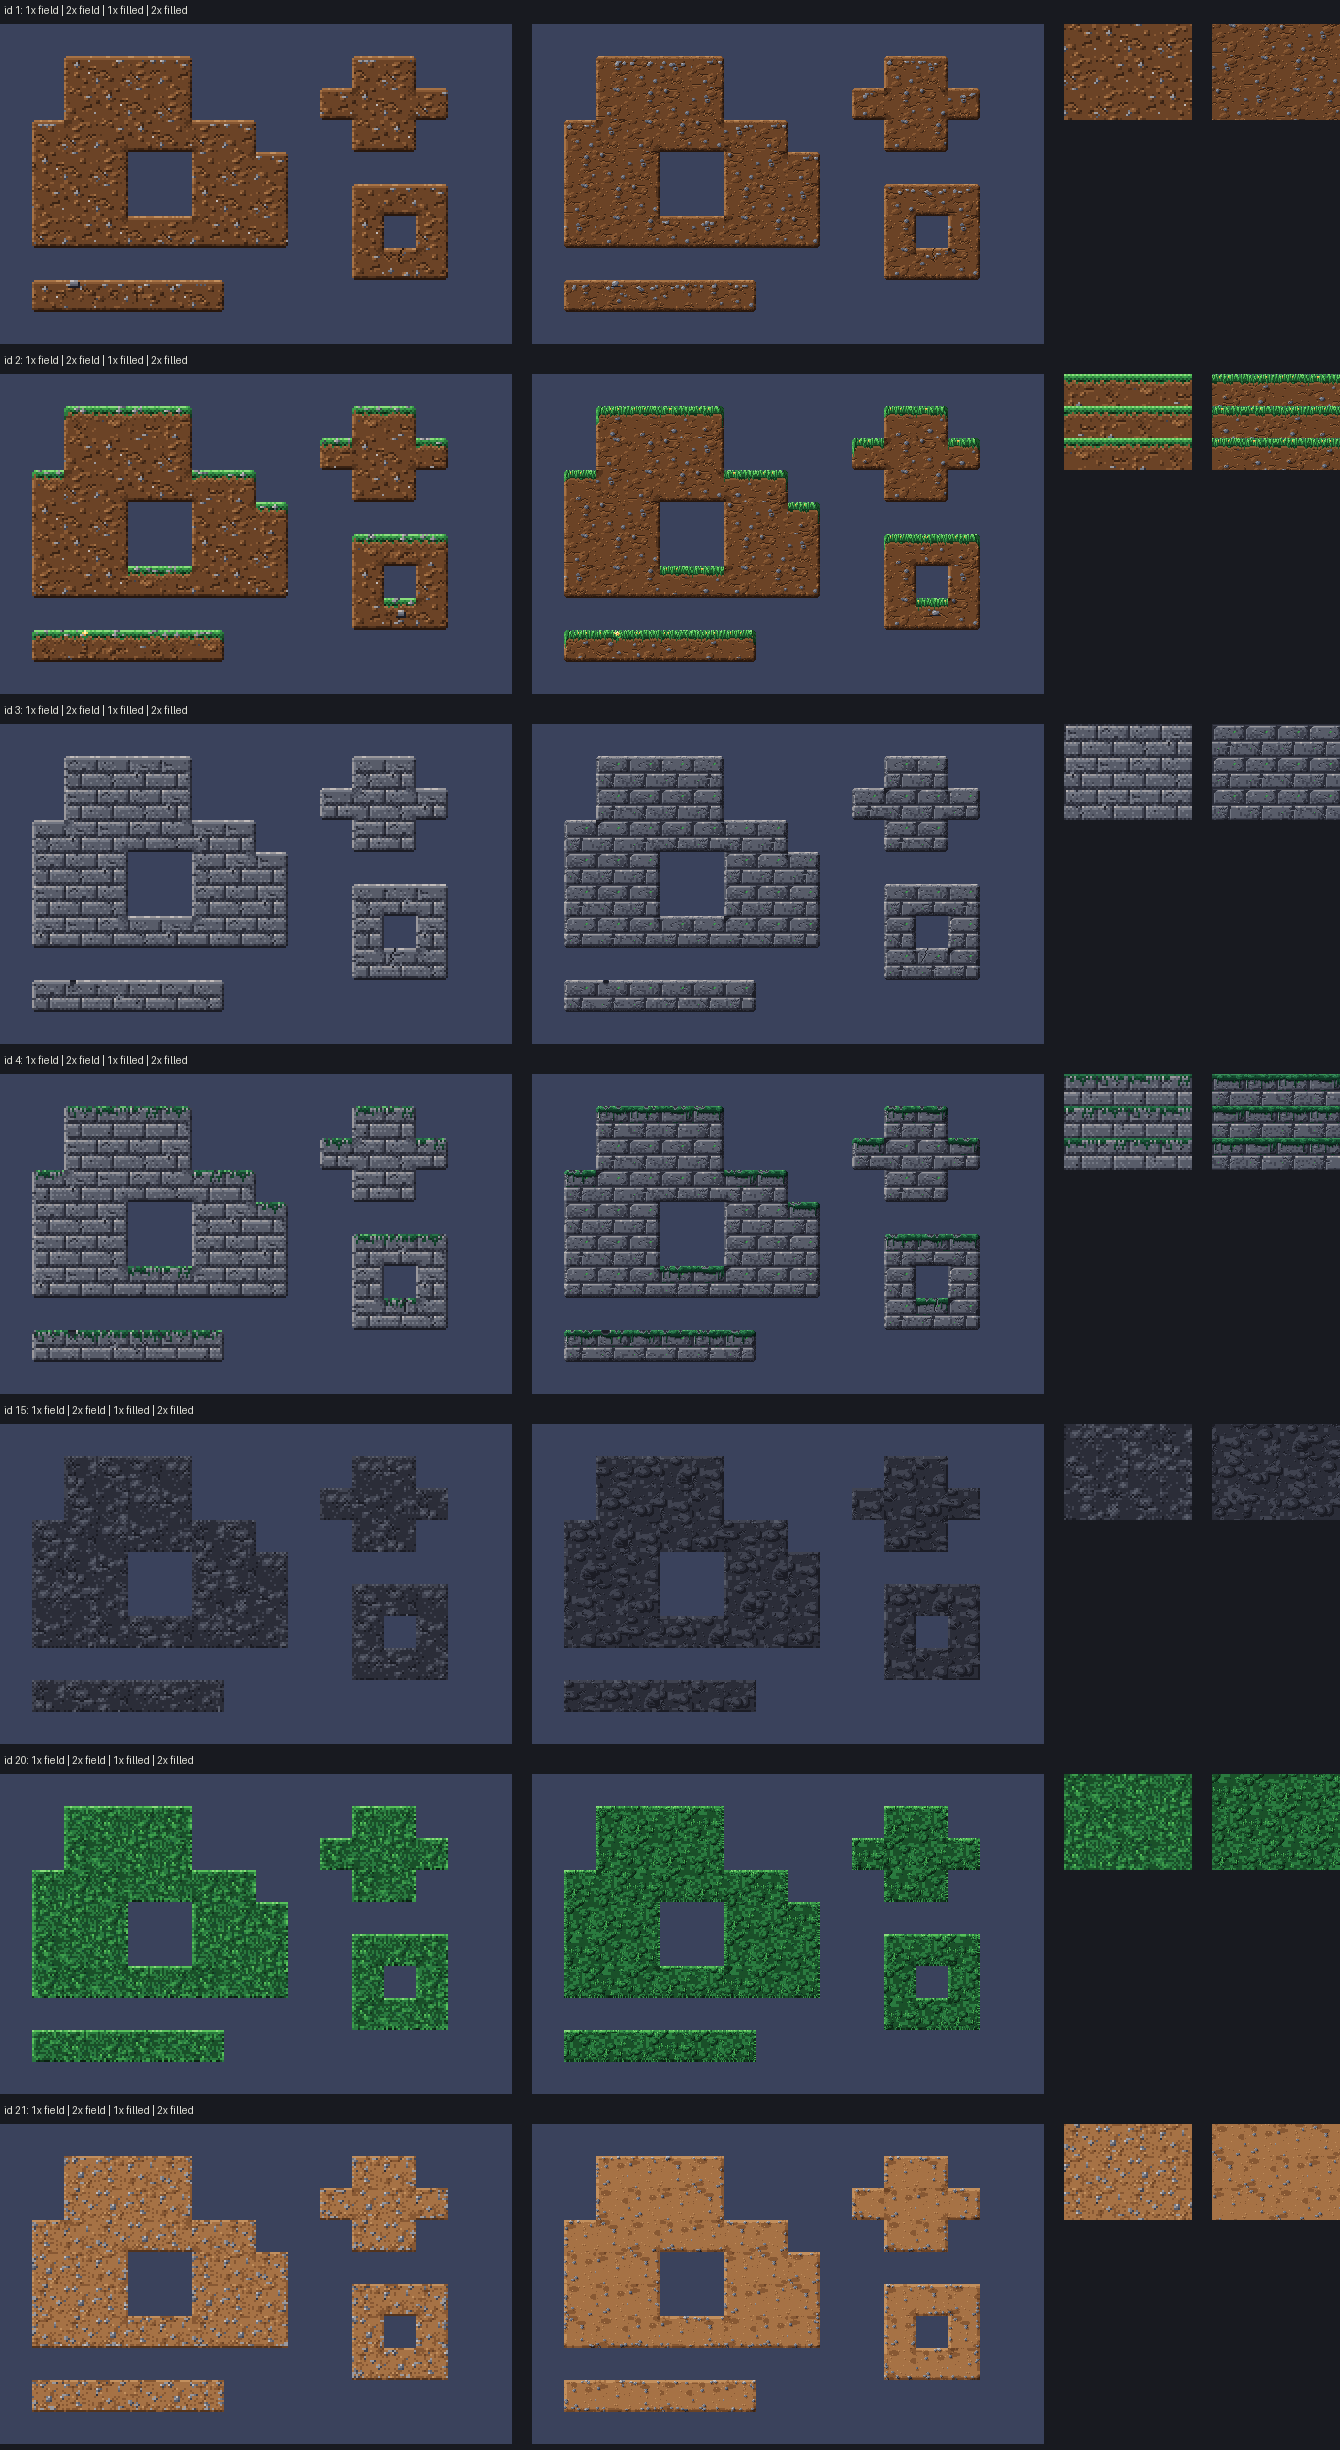 id 1: 1x field | 2x field | 1x filled | 2x filled
id 2: 1x field | 2x field | 1x filled | 2x filled
id 3: 1x field | 2x field | 1x filled | 2x filled
id 4: 1x field | 2x field | 1x filled | 2x filled
id 15: 1x field | 2x field | 1x filled | 2x filled
id 20: 1x field | 2x field | 1x filled | 2x filled
id 21: 1x field | 2x field | 1x filled | 2x filled